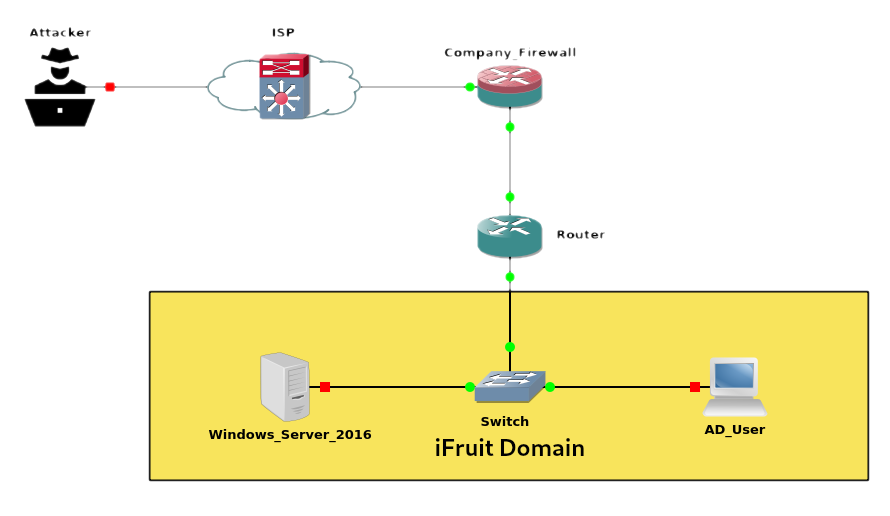 Attacker
ISP
Company_Firewall
Router
Windows_Server_2016
Switch
AD_User
iFruit Domain